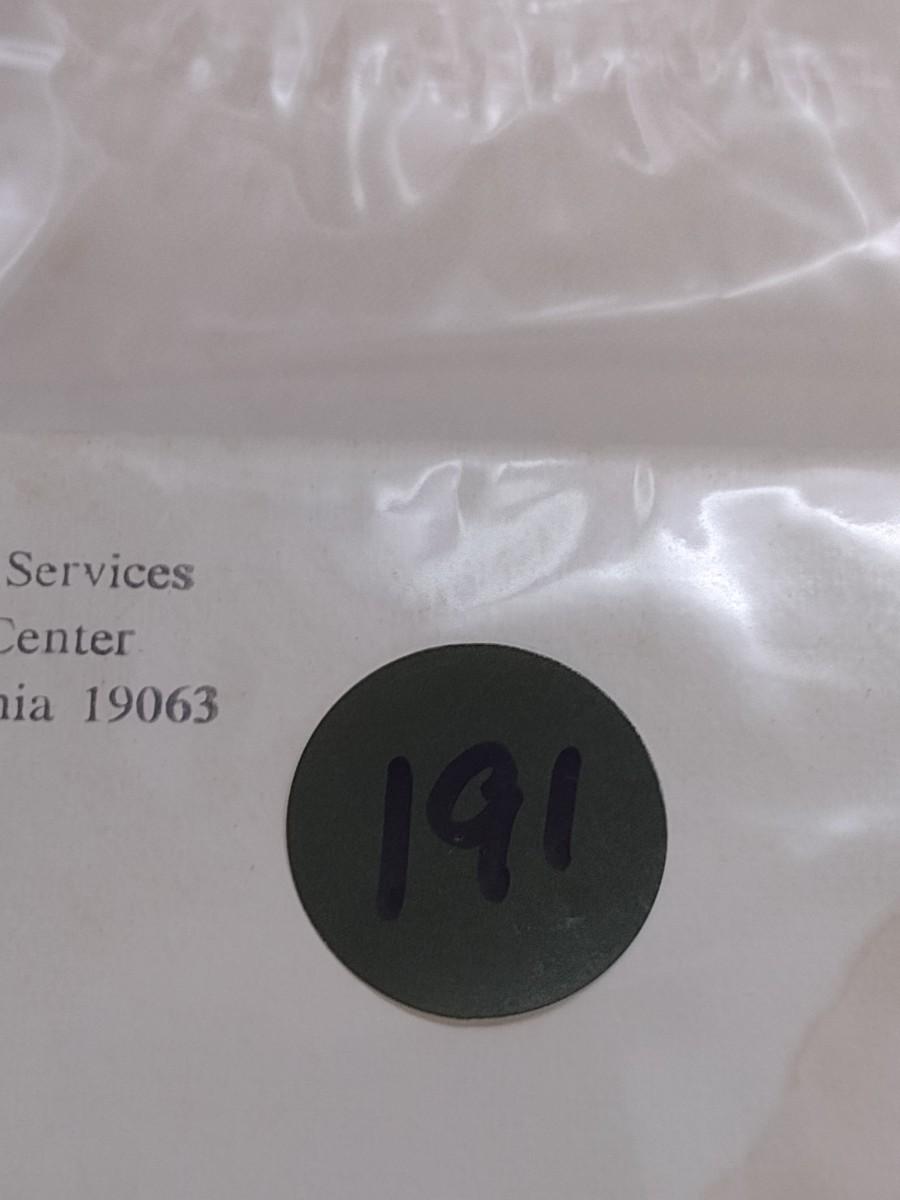 Services
Center
nia 19063
191